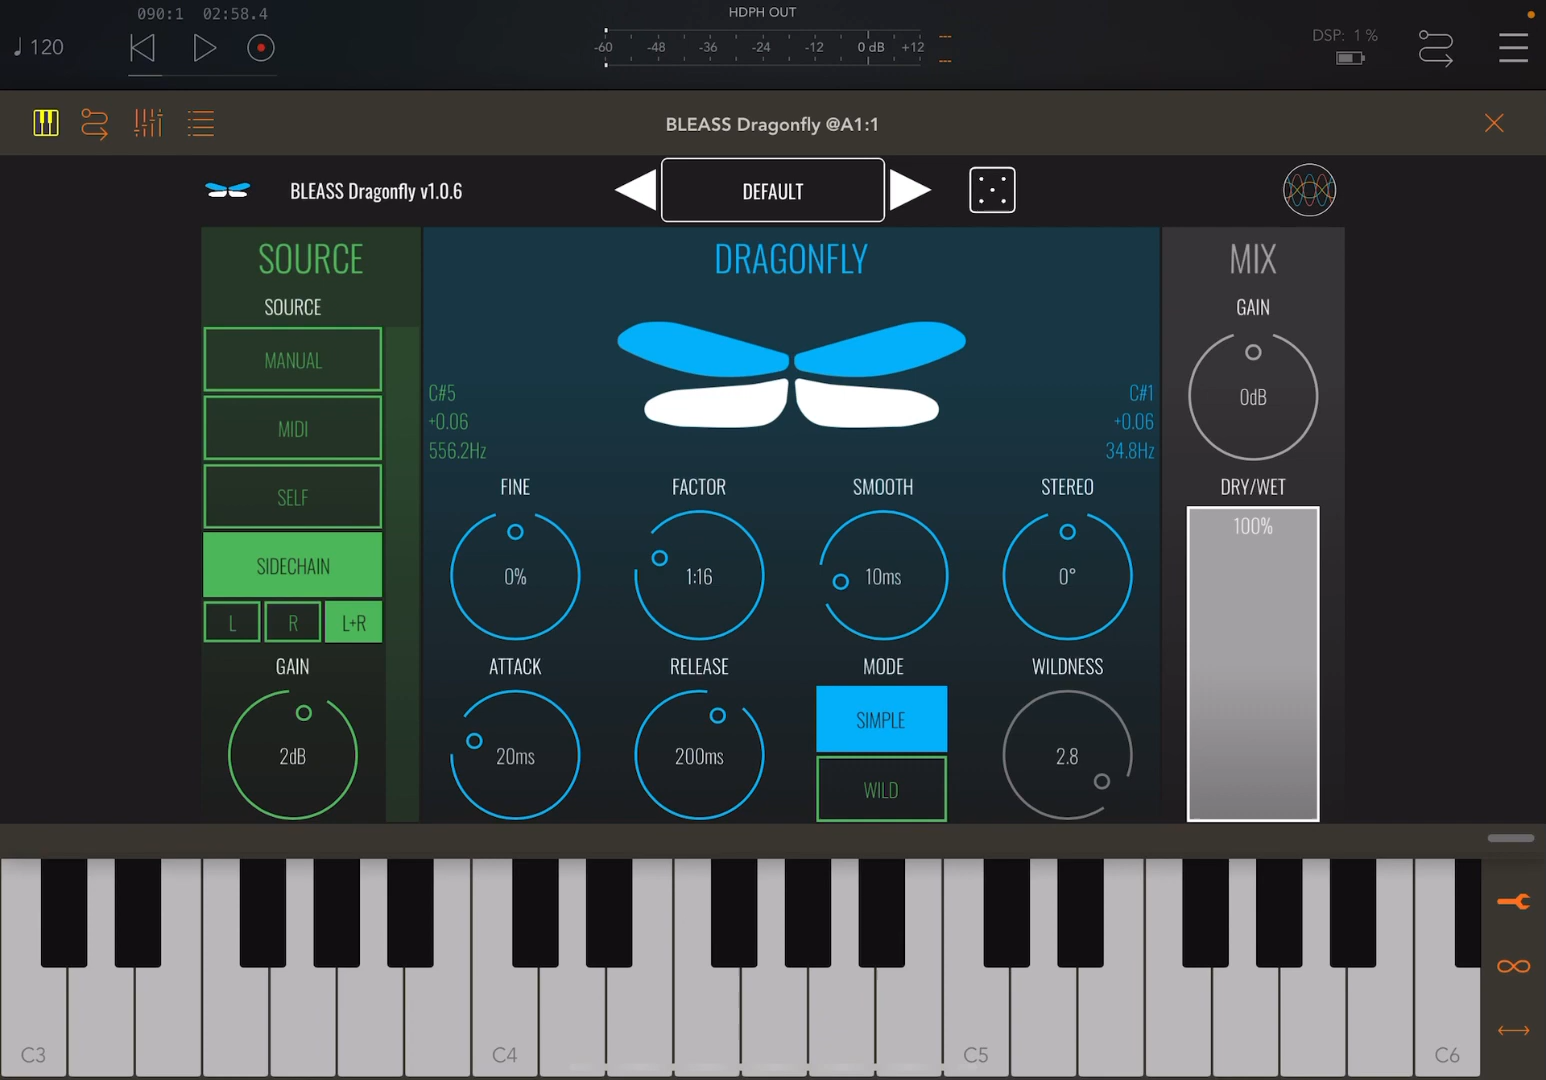 090:1 02:58.4
120
HDPH OUT
-60 -48 -36 -24 -12 0 dB +12
DSP: 1 %
BLEASS Dragonfly @A1:1
BLEASS Dragonfly v1.0.6
DEFAULT
SOURCE
SOURCE
MANUAL
MIDI
SELF
SIDECHAIN
L R L+R
GAIN
2dB
DRAGONFLY
C#5
+0.06
556.2Hz
C#1
+0.06
34.8Hz
FINE FACTOR SMOOTH STEREO
0% 1:16 10ms 0°
ATTACK RELEASE MODE WILDNESS
20ms 200ms SIMPLE 2.8
WILD
MIX
GAIN
0dB
DRY/WET
100%
C3 C4 C5 C6